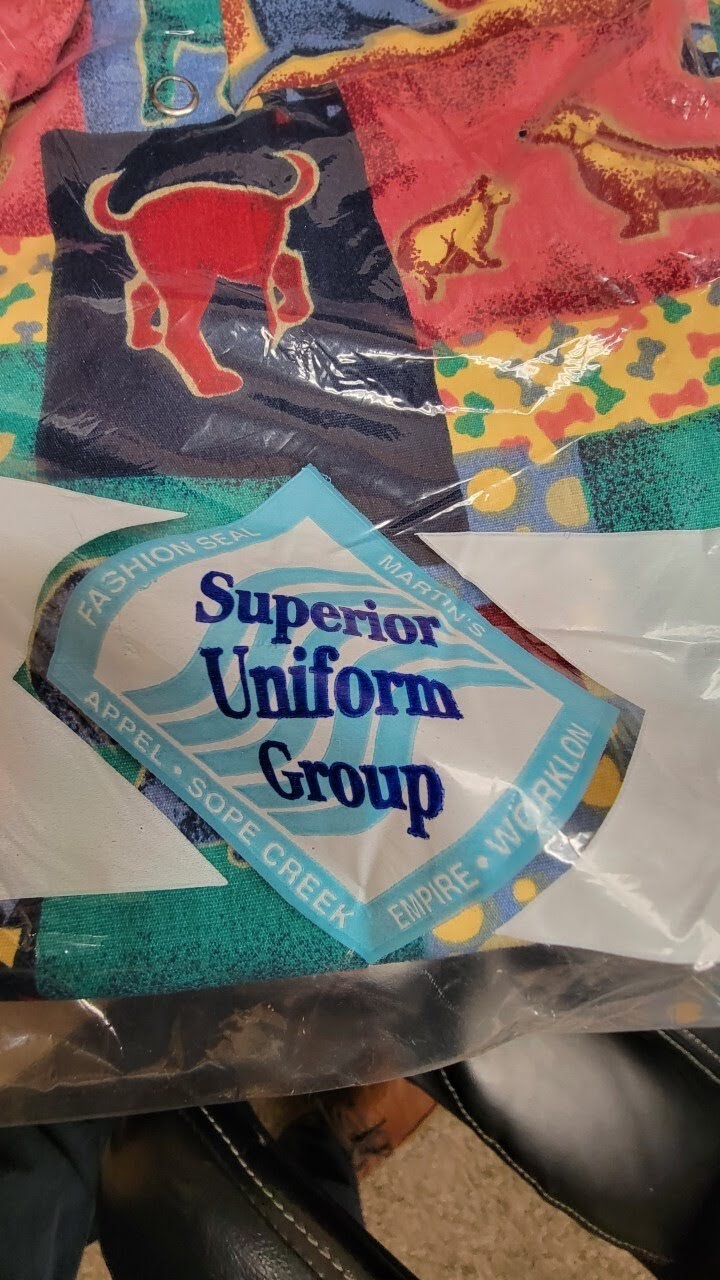 FASHION SEAL
MARTIN'S
Superior
Uniform
Group
APPEL • SOPE CREEK
EMPIRE • WORKLON